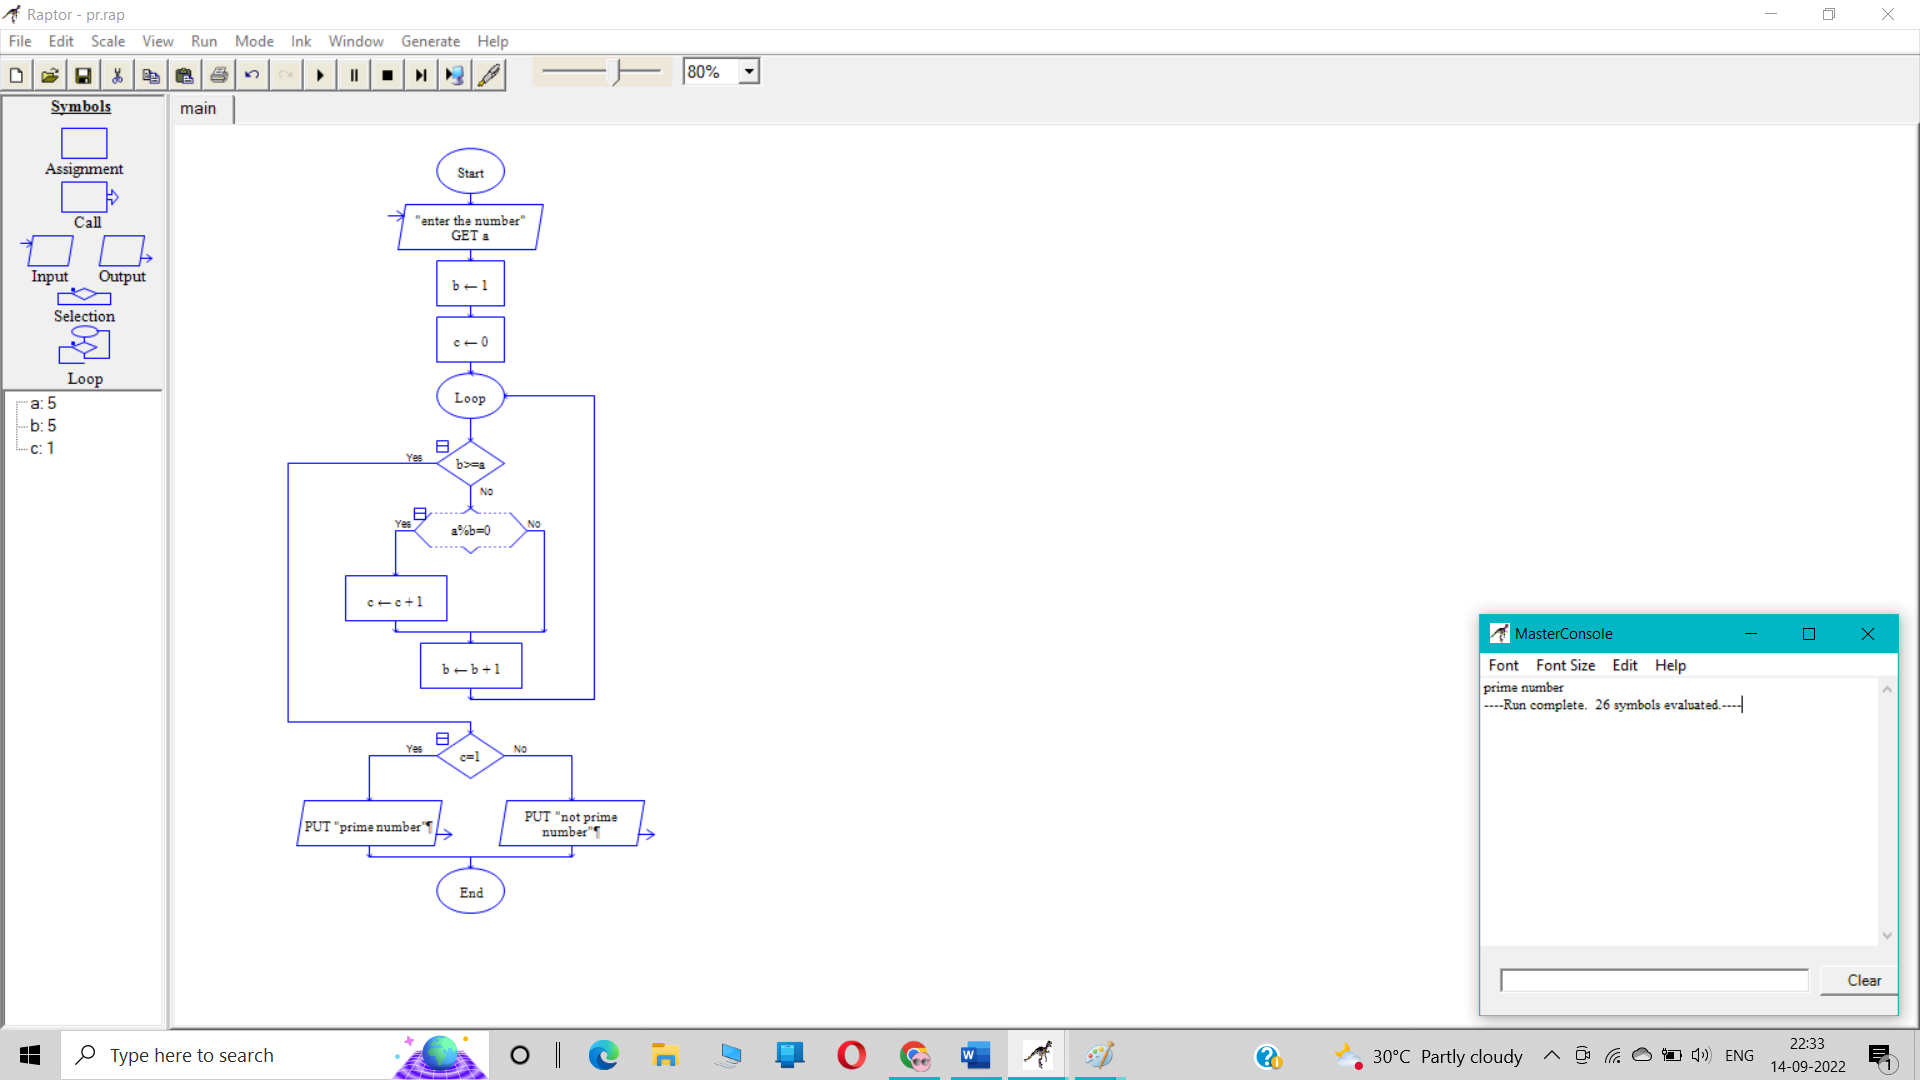 Raptor - pr.rap
File Edit Scale View Run Mode Ink Window Generate Help
80%
Symbols
Assignment
Call
Input Output
Selection
Loop
a: 5
b: 5
c: 1
main
Start
"enter the number"
GET a
b ← 1
c ← 0
Loop
Yes
b>=a
No
Yes
a%b=0
No
c ← c + 1
b ← b + 1
Yes
c=1
No
PUT "prime number"¶
PUT "not prime
number"¶
End
MasterConsole
Font Font Size Edit Help
prime number
----Run complete.  26 symbols evaluated.----
Clear
Type here to search
30°C Partly cloudy
ENG
22:33
14-09-2022
1